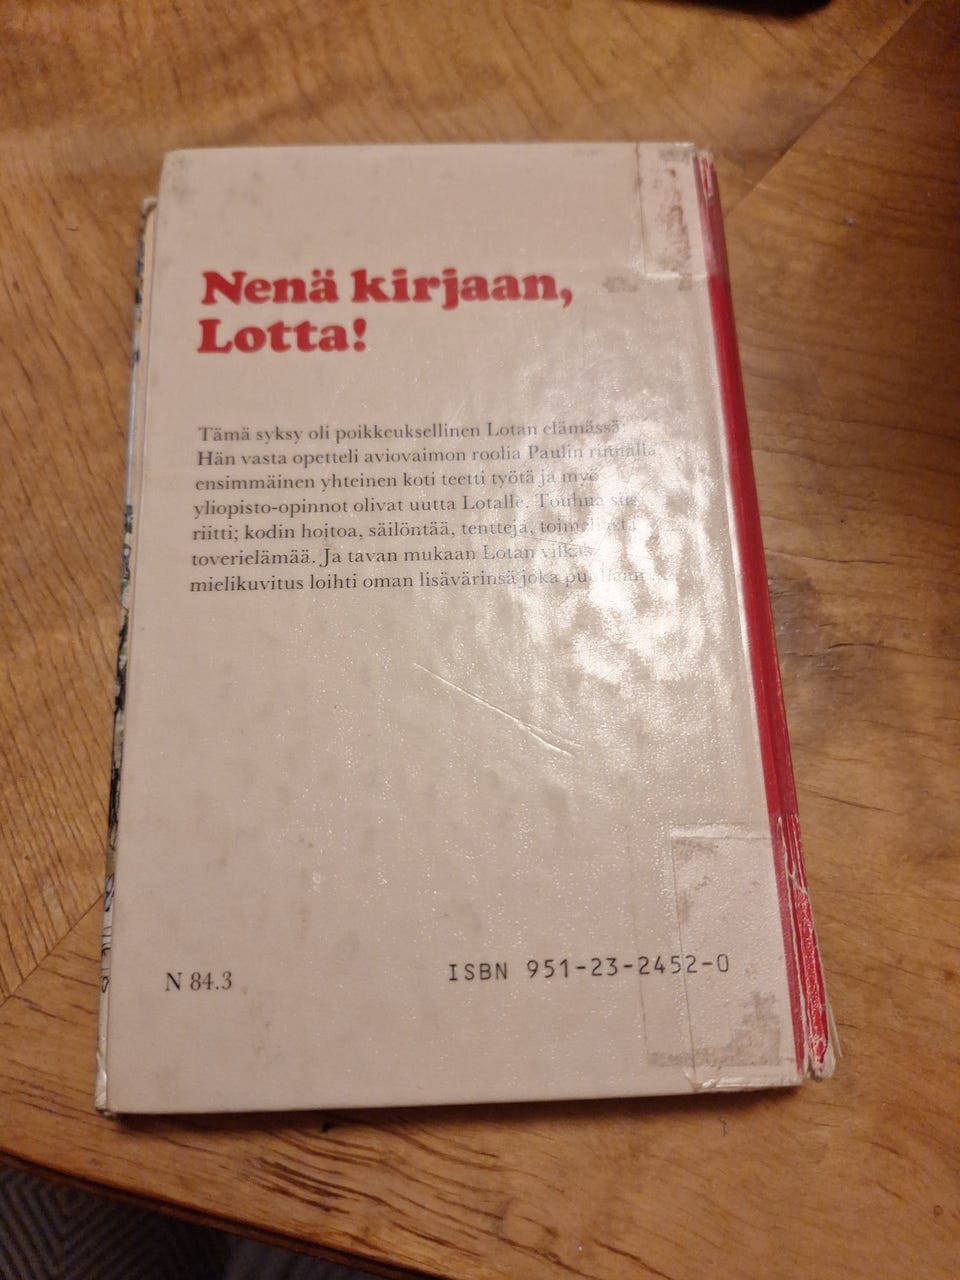 Nenä kirjaan,
Lotta!
Tämä syksy oli poikkeuksellinen Lotan elämässä:
Hän vasta opetteli aviovaimon roolia Paulin rinnalla
ensimmäinen yhteinen koti teetti työtä ja
yliopisto-opinnot olivat uutta Lotalle. Touhua
riitti; kodin hoitoa, säilöntää, tenttejä,
toverielämää. Ja tavan mukaan Lotan vilkas
mielikuvitus loihti oman lisävärinsä joka
N 84.3
ISBN 951-23-2452-0